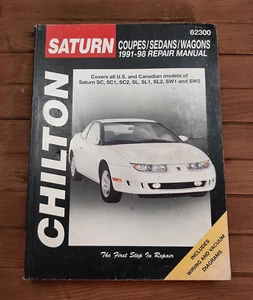 62300
SATURN
COUPES/SEDANS/WAGONS
1991-98 REPAIR MANUAL
Covers all U.S. and Canadian models of
Saturn SC, SC1, SC2, SL, SL1, SL2, SW1 and SW2
CHILTON
The First Step In Repair
INCLUDES
WIRING AND VACUUM
DIAGRAMS